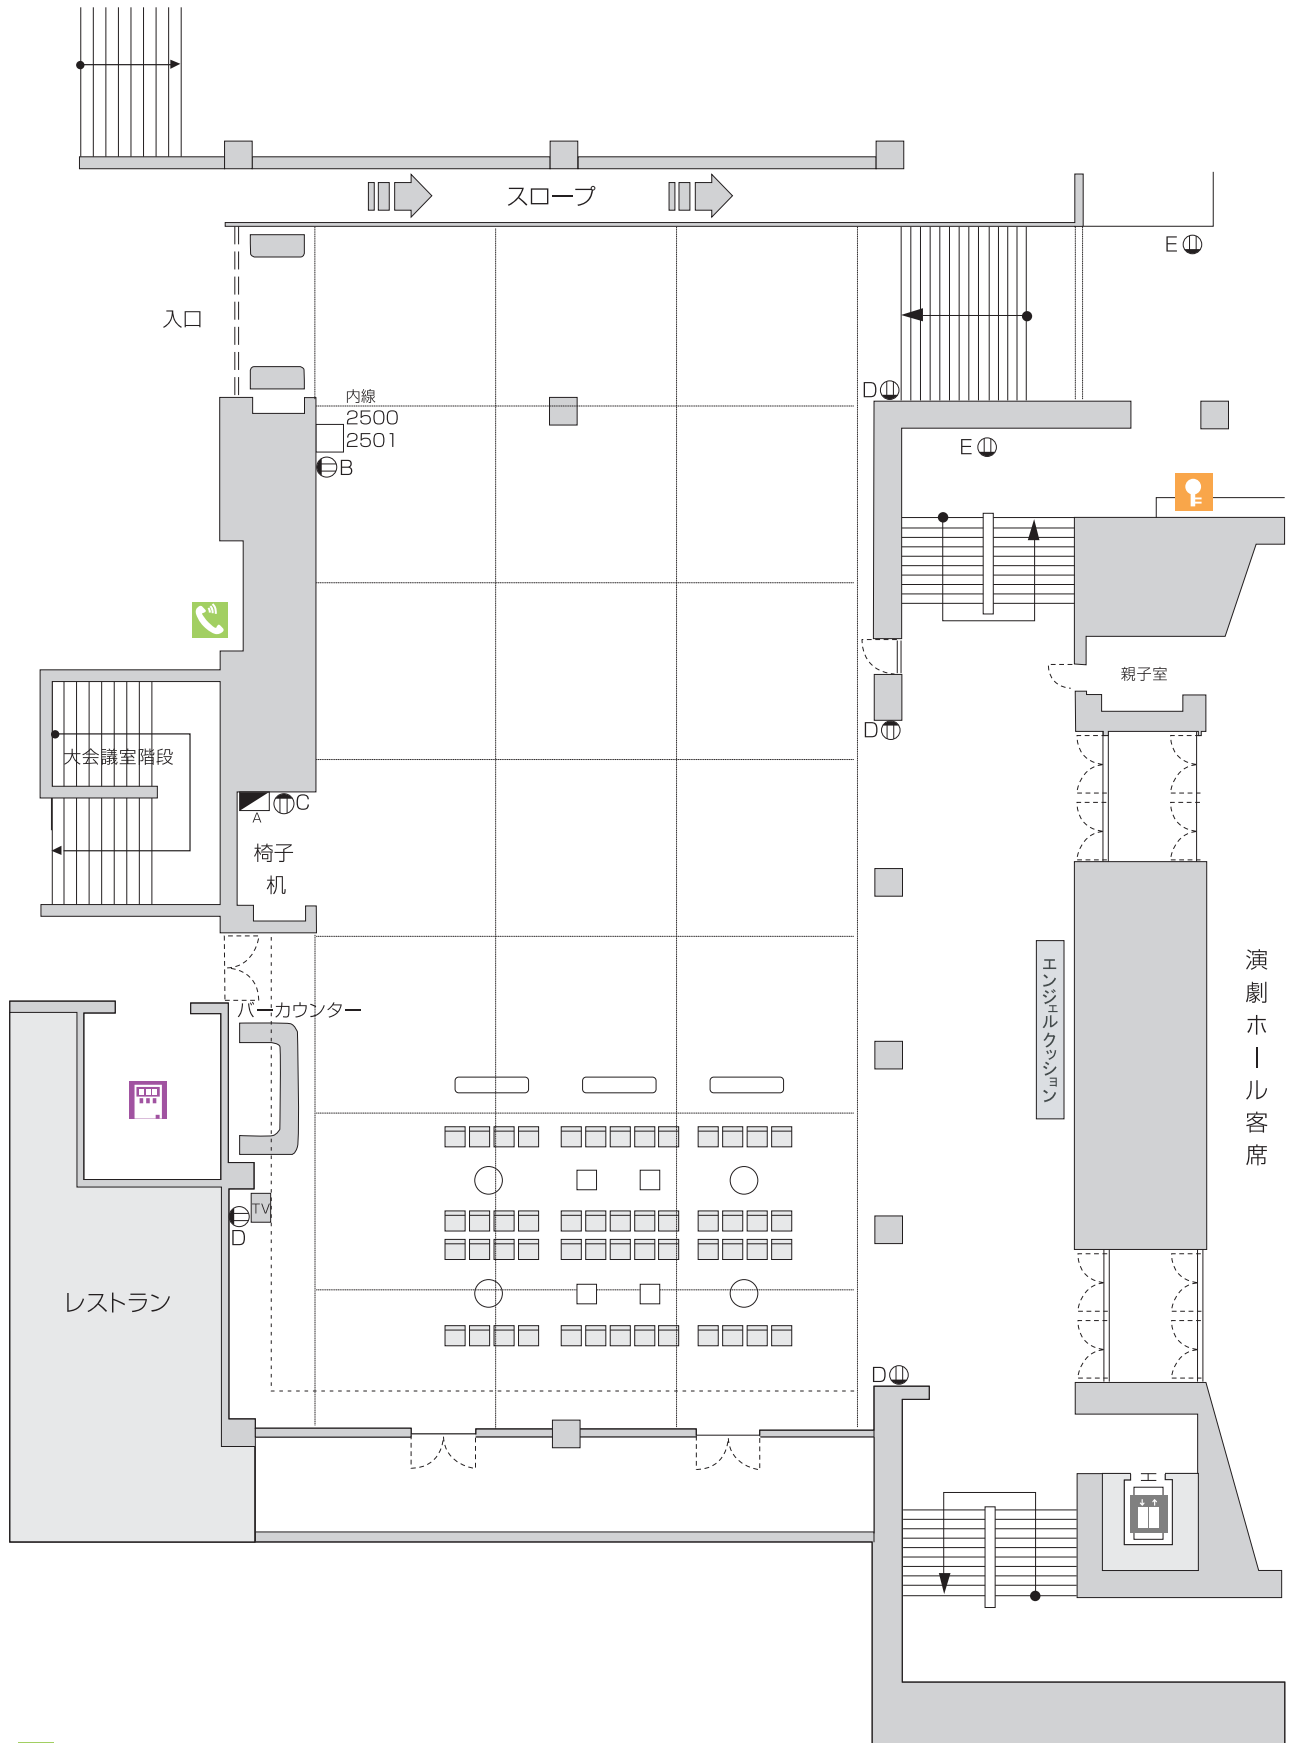 スロープ
E
入口
D
内線
2500
2501
E
B
親子室
D
大会議室階段
C
A
椅子
机
演劇ホール客席
エンジェルクッション
バーカウンター
TV
D
レストラン
D